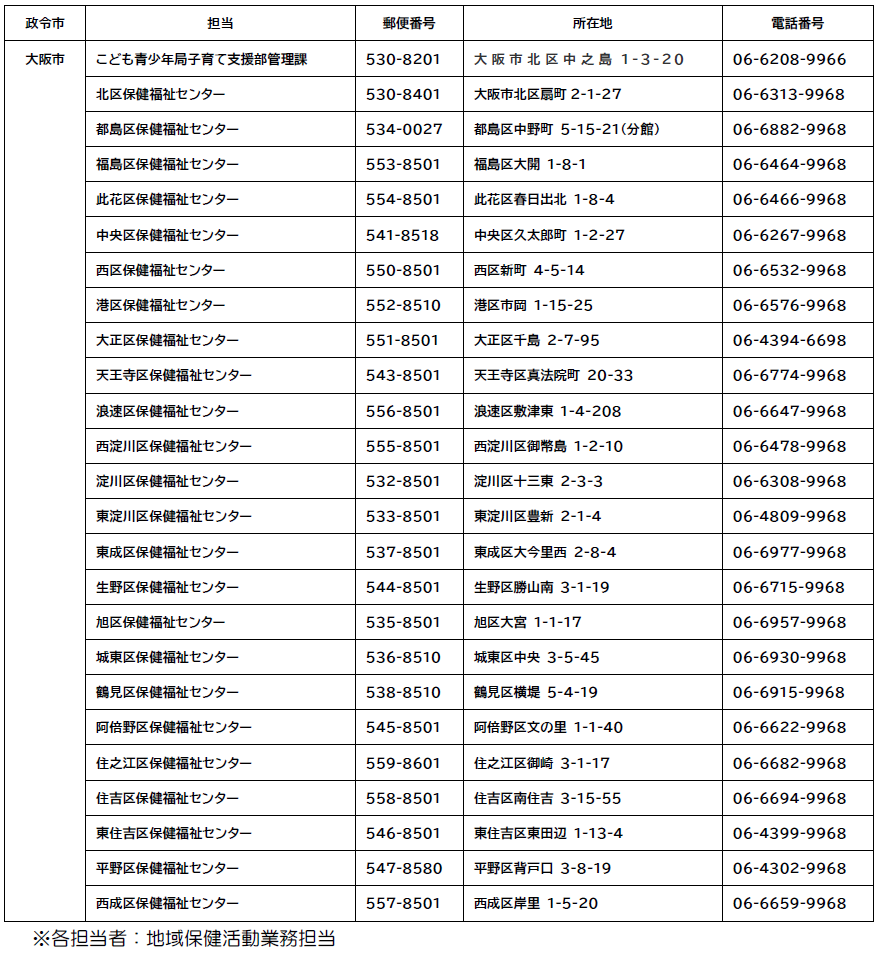 政令市 担当 郵便番号 所在地 電話番号
大阪市 こども青少年局子育て支援部管理課 530-8201 大阪市北区中之島 1-3-20 06-6208-9966
北区保健福祉センター 530-8401 大阪市北区扇町2-1-27 06-6313-9968
都島区保健福祉センター 534-0027 都島区中野町 5-15-21(分館) 06-6882-9968
福島区保健福祉センター 553-8501 福島区大開 1-8-1 06-6464-9968
此花区保健福祉センター 554-8501 此花区春日出北 1-8-4 06-6466-9968
中央区保健福祉センター 541-8518 中央区久太郎町 1-2-27 06-6267-9968
西区保健福祉センター 550-8501 西区新町 4-5-14 06-6532-9968
港区保健福祉センター 552-8510 港区市岡 1-15-25 06-6576-9968
大正区保健福祉センター 551-8501 大正区千島 2-7-95 06-4394-6698
天王寺区保健福祉センター 543-8501 天王寺区真法院町 20-33 06-6774-9968
浪速区保健福祉センター 556-8501 浪速区敷津東 1-4-208 06-6647-9968
西淀川区保健福祉センター 555-8501 西淀川区御幣島 1-2-10 06-6478-9968
淀川区保健福祉センター 532-8501 淀川区十三東 2-3-3 06-6308-9968
東淀川区保健福祉センター 533-8501 東淀川区豊新 2-1-4 06-4809-9968
東成区保健福祉センター 537-8501 東成区大今里西 2-8-4 06-6977-9968
生野区保健福祉センター 544-8501 生野区勝山南 3-1-19 06-6715-9968
旭区保健福祉センター 535-8501 旭区大宮 1-1-17 06-6957-9968
城東区保健福祉センター 536-8510 城東区中央 3-5-45 06-6930-9968
鶴見区保健福祉センター 538-8510 鶴見区横堤 5-4-19 06-6915-9968
阿倍野区保健福祉センター 545-8501 阿倍野区文の里 1-1-40 06-6622-9968
住之江区保健福祉センター 559-8601 住之江区御崎 3-1-17 06-6682-9968
住吉区保健福祉センター 558-8501 住吉区南住吉 3-15-55 06-6694-9968
東住吉区保健福祉センター 546-8501 東住吉区東田辺 1-13-4 06-4399-9968
平野区保健福祉センター 547-8580 平野区背戸口 3-8-19 06-4302-9968
西成区保健福祉センター 557-8501 西成区岸里 1-5-20 06-6659-9968
※各担当者:地域保健活動業務担当